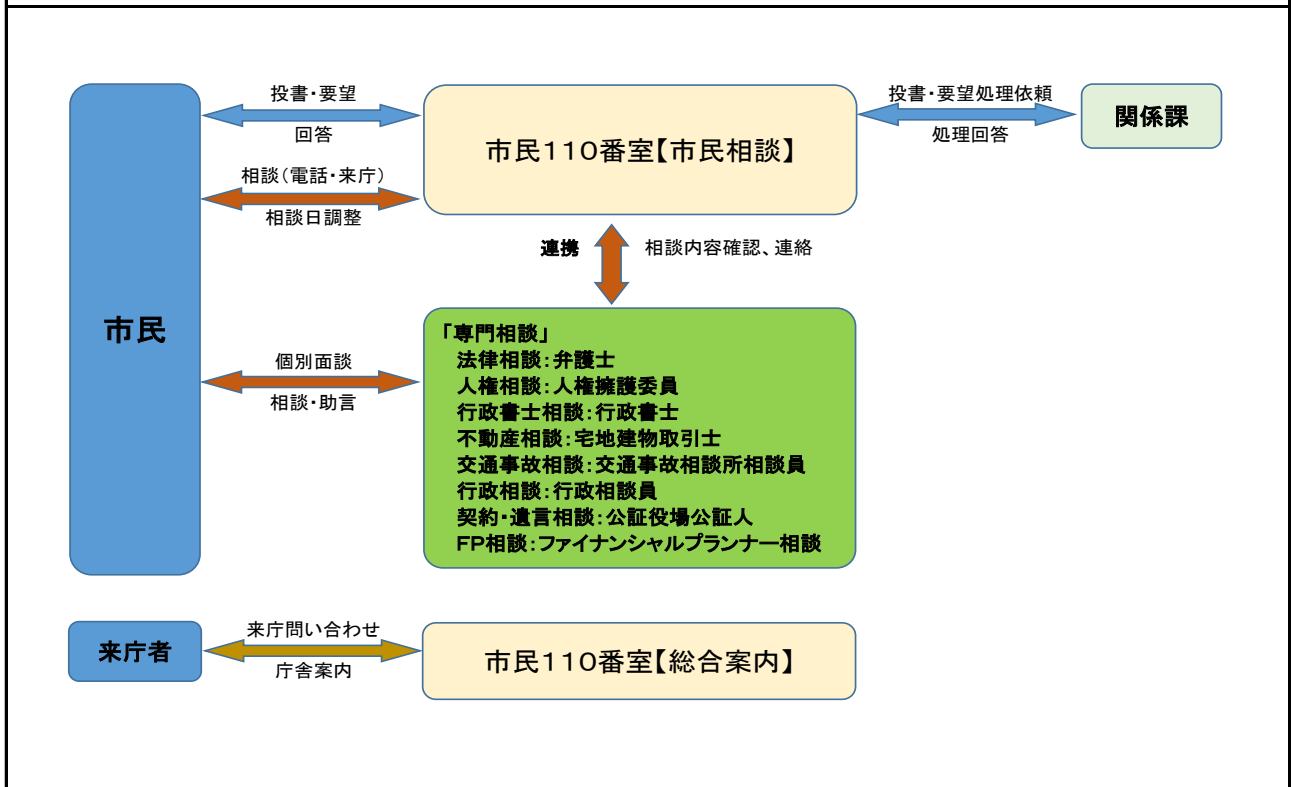 市民
投書・要望
回答
相談(電話・来庁)
相談日調整
市民110番室【市民相談】
投書・要望処理依頼
処理回答
関係課
連携
相談内容確認、連絡
個別面談
相談・助言
「専門相談」
法律相談:弁護士
人権相談:人権擁護委員
行政書士相談:行政書士
不動産相談:宅地建物取引士
交通事故相談:交通事故相談所相談員
行政相談:行政相談員
契約・遺言相談:公証役場公証人
FP相談:ファイナンシャルプランナー相談
来庁者
来庁問い合わせ
庁舎案内
市民110番室【総合案内】